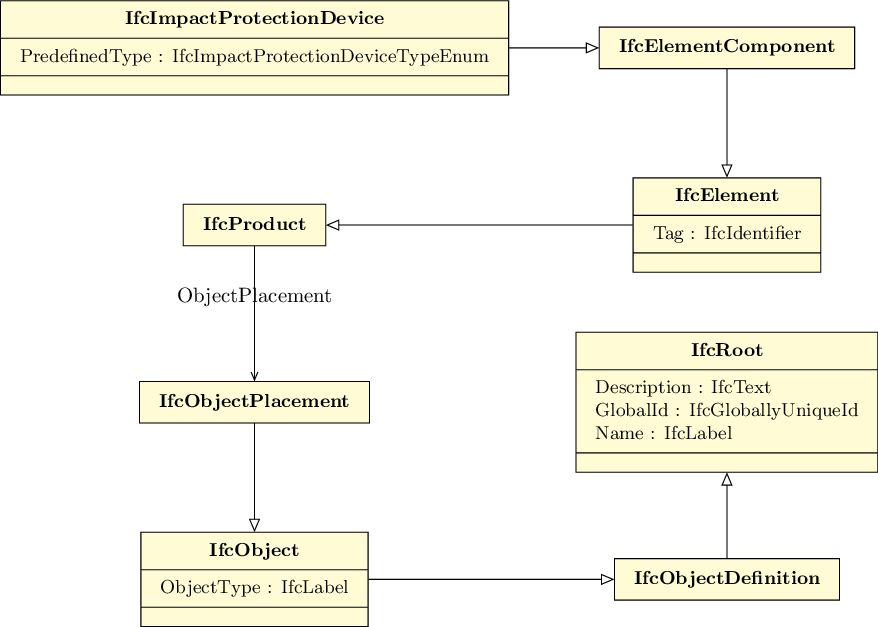 IfcImpactProtectionDevice
PredefinedType : IfcImpactProtectionDeviceTypeEnum
IfcElementComponent
IfcElement
Tag : IfcIdentifier
IfcProduct
ObjectPlacement
IfcObjectPlacement
IfcRoot
Description : IfcText
GlobalId : IfcGloballyUniqueId
Name : IfcLabel
IfcObject
ObjectType : IfcLabel
IfcObjectDefinition